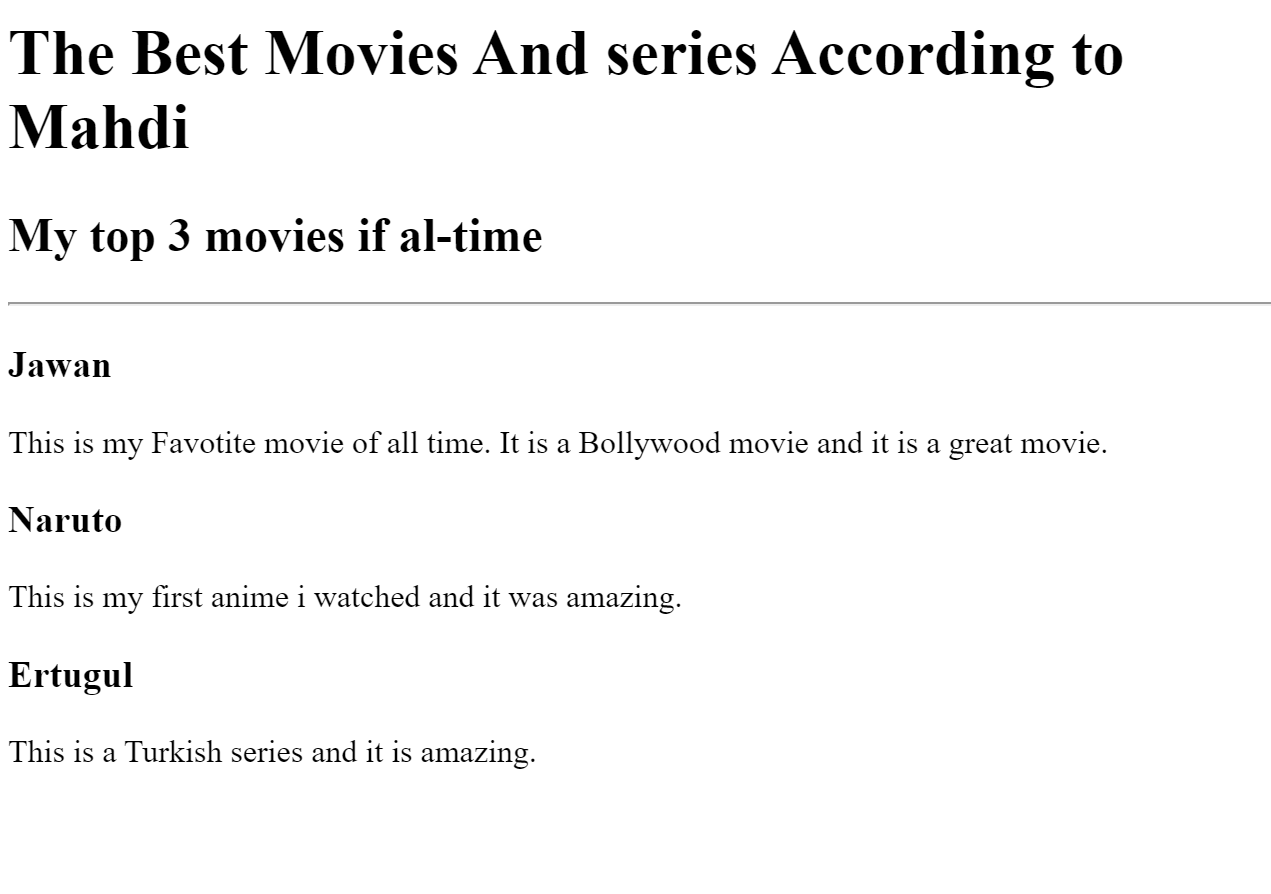 The Best Movies And series According to
Mahdi
My top 3 movies if al-time
Jawan
This is my Favotite movie of all time. It is a Bollywood movie and it is a great movie.
Naruto
This is my first anime i watched and it was amazing.
Ertugul
This is a Turkish series and it is amazing.